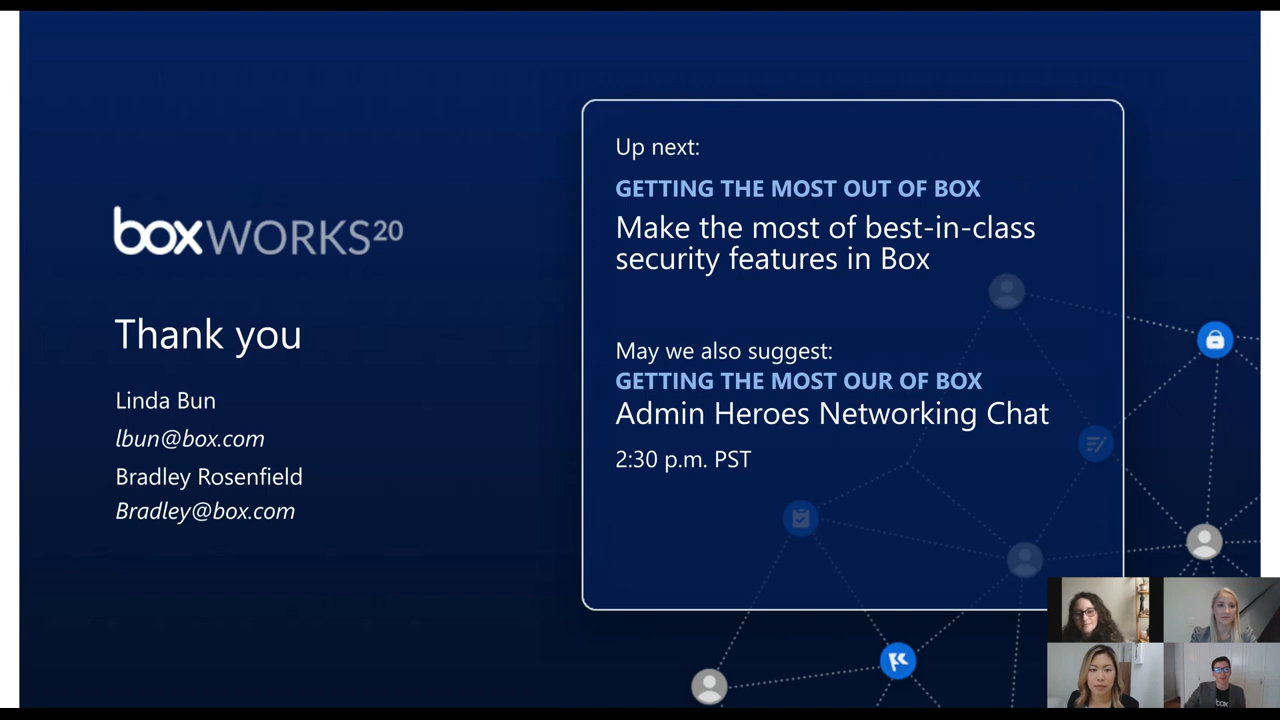 boxWORKS20
Thank you
Linda Bun
lbun@box.com
Bradley Rosenfield
Bradley@box.com
Up next:
GETTING THE MOST OUT OF BOX
Make the most of best-in-class
security features in Box
May we also suggest:
GETTING THE MOST OUR OF BOX
Admin Heroes Networking Chat
2:30 p.m. PST
box